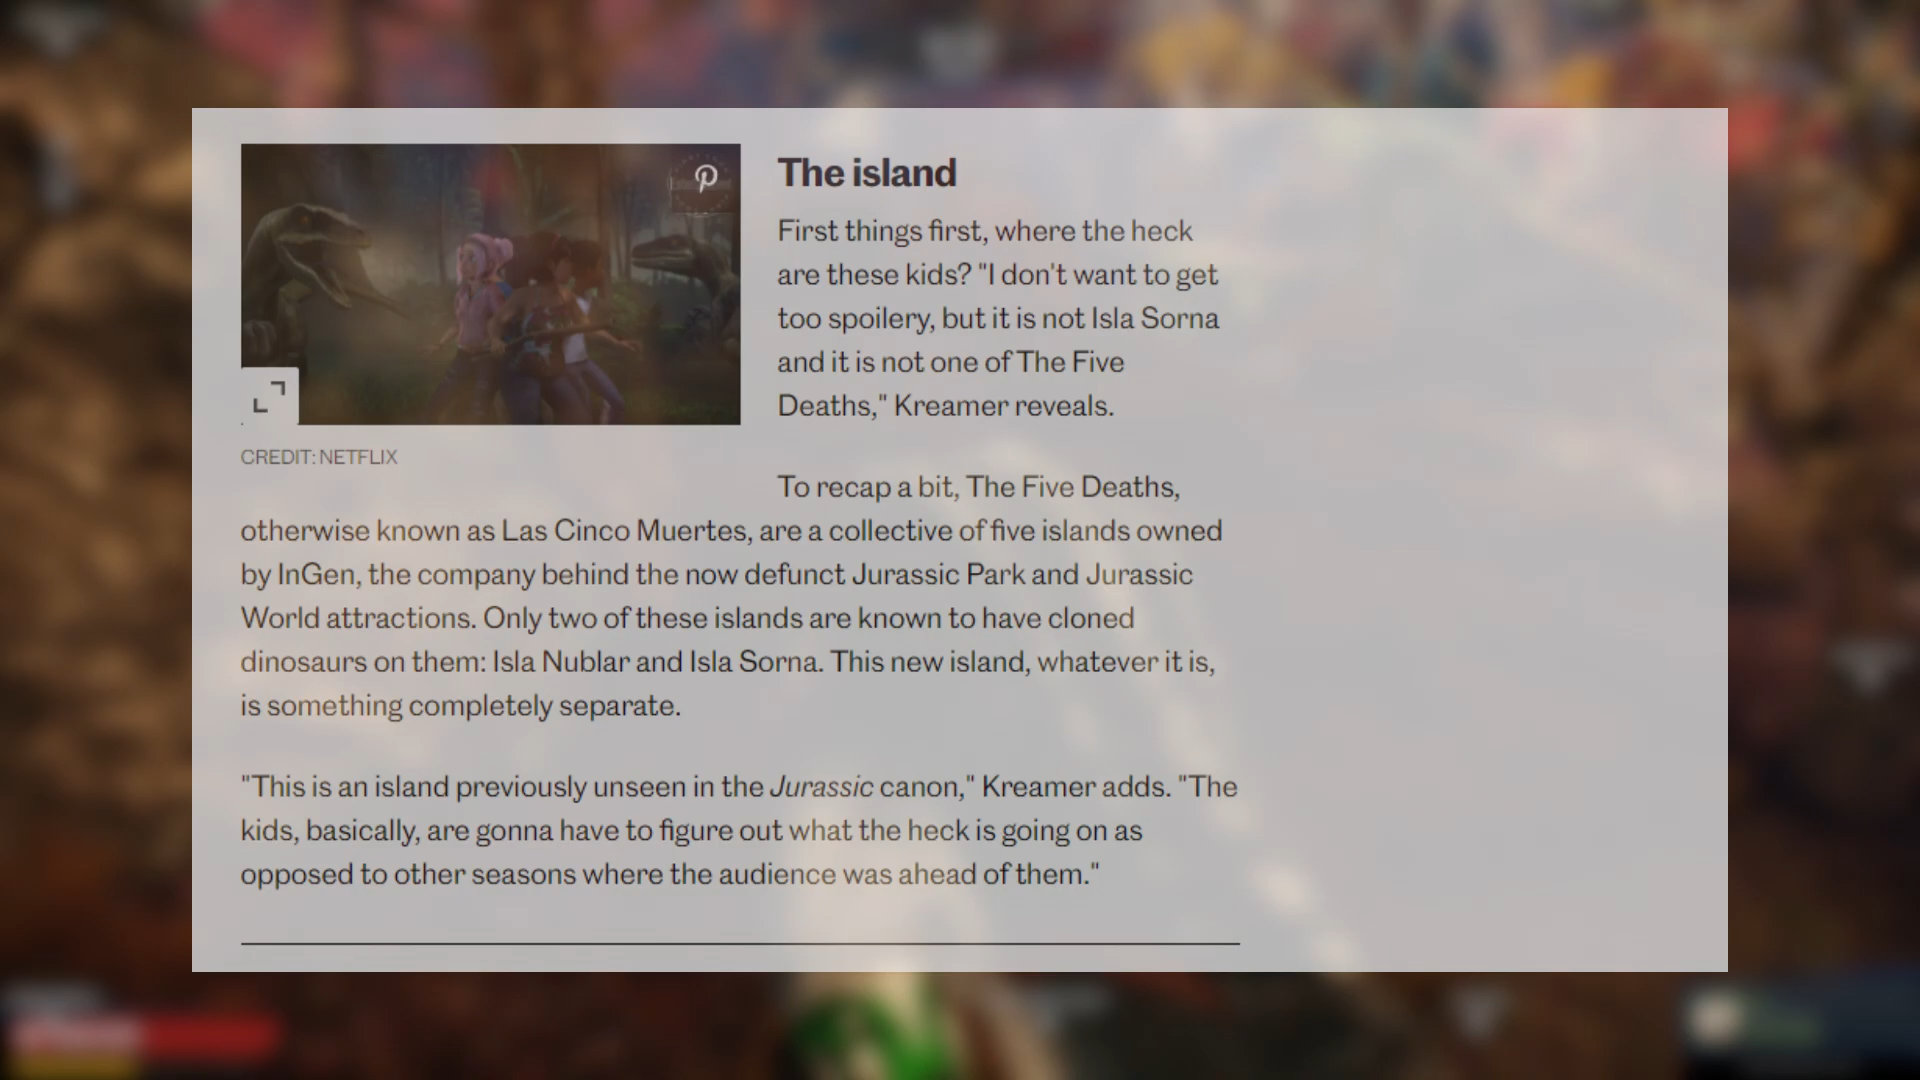 The island
First things first, where the heck
are these kids? "I don't want to get
too spoilery, but it is not Isla Sorna
and it is not one of The Five
Deaths," Kreamer reveals.
CREDIT: NETFLIX
To recap a bit, The Five Deaths,
otherwise known as Las Cinco Muertes, are a collective of five islands owned
by InGen, the company behind the now defunct Jurassic Park and Jurassic
World attractions. Only two of these islands are known to have cloned
dinosaurs on them: Isla Nublar and Isla Sorna. This new island, whatever it is,
is something completely separate.
"This is an island previously unseen in the Jurassic canon," Kreamer adds. "The
kids, basically, are gonna have to figure out what the heck is going on as
opposed to other seasons where the audience was ahead of them."